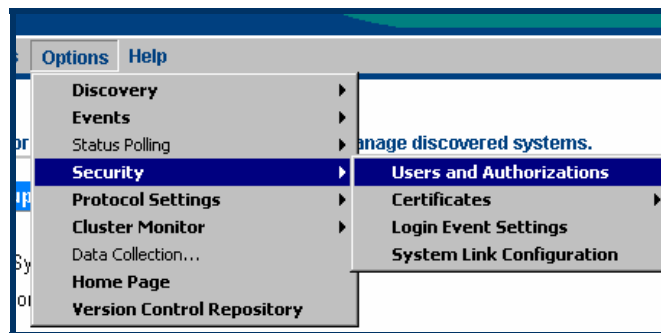 Options Help
Discovery
Events
Status Polling
Security
Protocol Settings
Cluster Monitor
Data Collection...
Home Page
Version Control Repository
anage discovered systems.
Users and Authorizations
Certificates
Login Event Settings
System Link Configuration